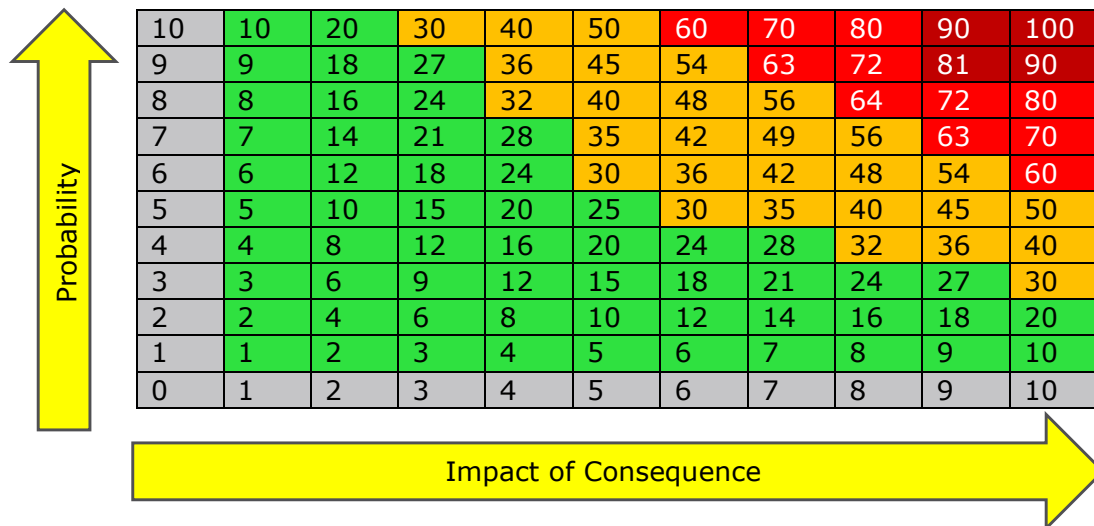 10 10 20 30 40 50 60 70 80 90 100
9 9 18 27 36 45 54 63 72 81 90
8 8 16 24 32 40 48 56 64 72 80
7 7 14 21 28 35 42 49 56 63 70
6 6 12 18 24 30 36 42 48 54 60
5 5 10 15 20 25 30 35 40 45 50
4 4 8 12 16 20 24 28 32 36 40
3 3 6 9 12 15 18 21 24 27 30
2 2 4 6 8 10 12 14 16 18 20
1 1 2 3 4 5 6 7 8 9 10
0 1 2 3 4 5 6 7 8 9 10
Probability
Impact of Consequence